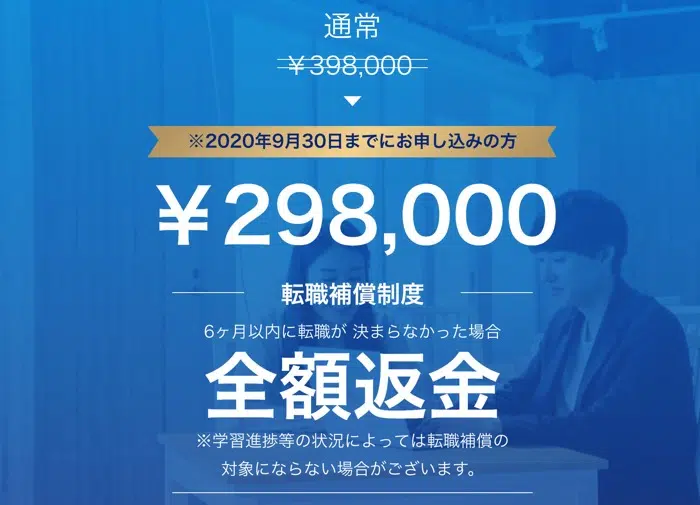 通常
￥398,000
※2020年9月30日までにお申し込みの方
￥298,000
転職補償制度
6ヶ月以内に転職が 決まらなかった場合
全額返金
※学習進捗等の状況によっては転職補償の
対象にならない場合がございます。